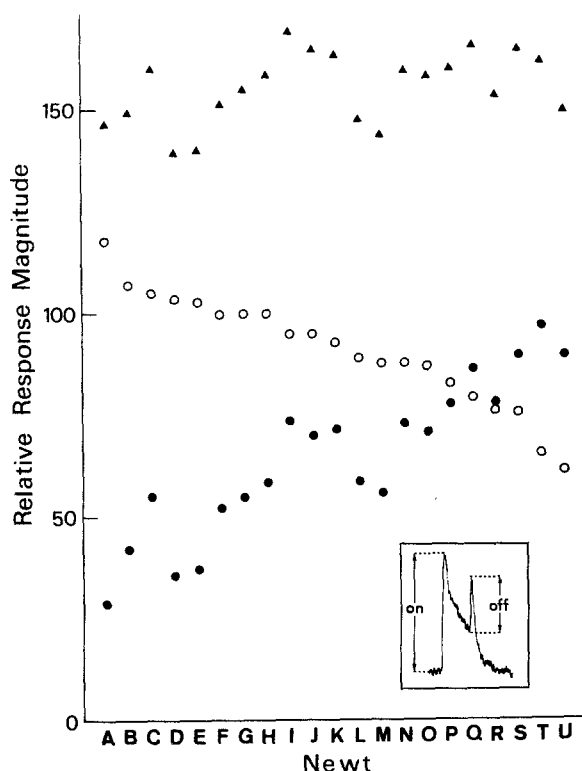 Relative Response Magnitude
150
100
50
0
on
off
A B C D E F G H I J K L M N O P Q R S T U
Newt